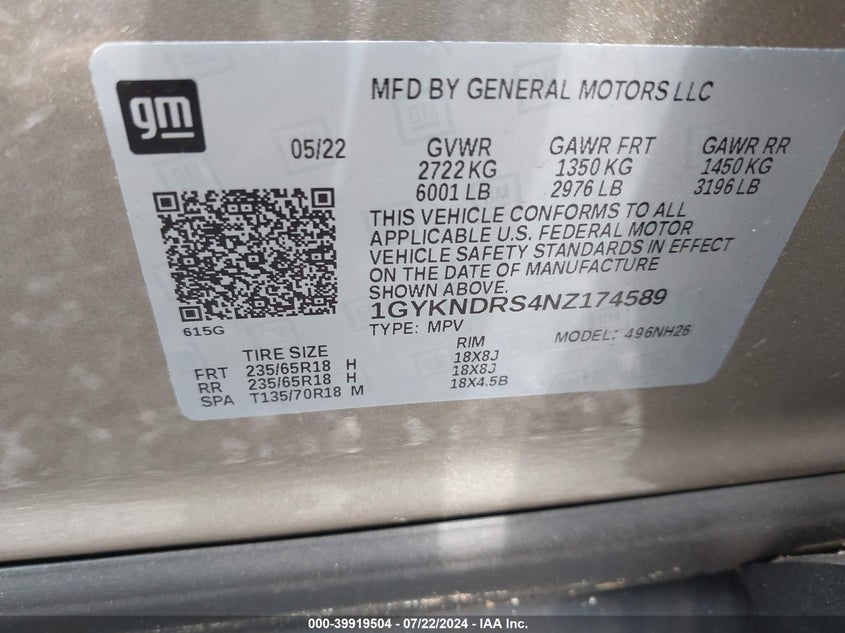 gm
MFD BY GENERAL MOTORS LLC
05/22 GVWR GAWR FRT GAWR RR
2722 KG 1350 KG 1450 KG
6001 LB 2976 LB 3196 LB
THIS VEHICLE CONFORMS TO ALL
APPLICABLE U.S. FEDERAL MOTOR
VEHICLE SAFETY STANDARDS IN EFFECT
ON THE DATE OF MANUFACTURE
SHOWN ABOVE.
1GYKNDRS4NZ174589
615G
TYPE: MPV MODEL: 496NH26
TIRE SIZE RIM
FRT 235/65R18 H 18X8J
RR 235/65R18 H 18X8J
SPA T135/70R18 M 18X4.5B
000-39919504 - 07/22/2024 - IAA Inc.